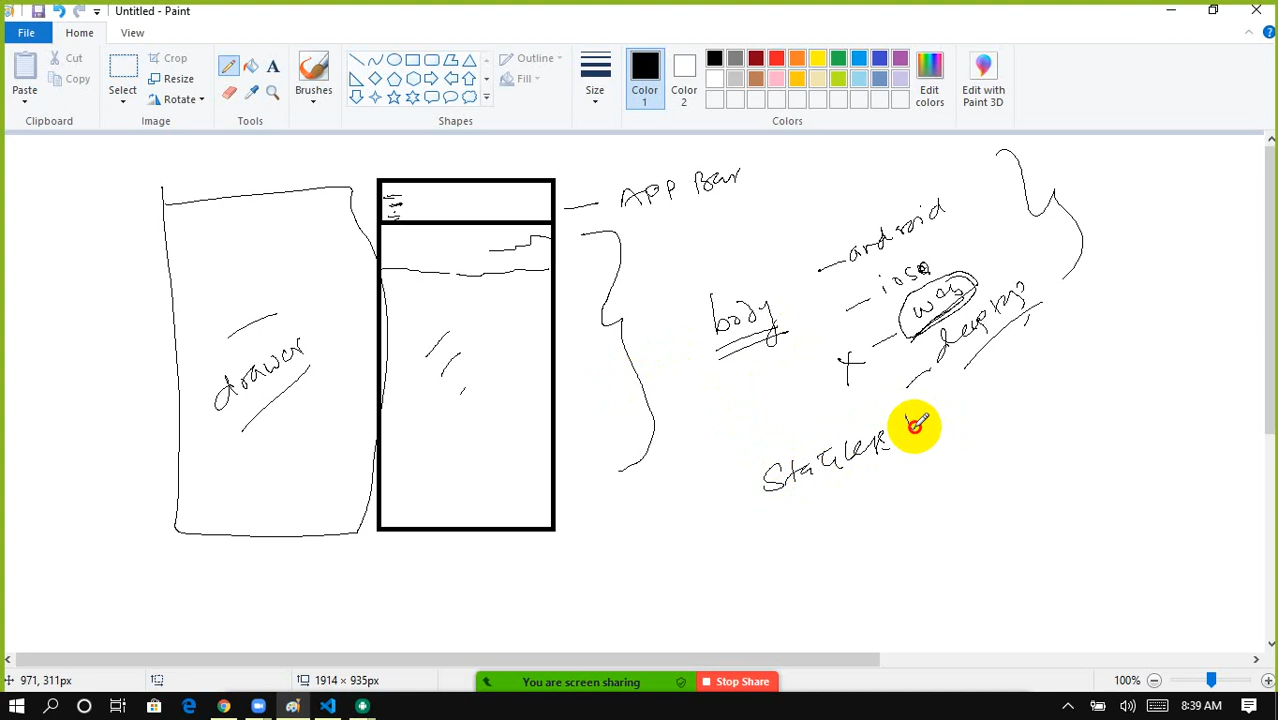 Untitled - Paint
File
Home
View
Paste
Cut
Copy
Clipboard
Select
Crop
Resize
Rotate
Image
Tools
Brushes
Shapes
Outline
Fill
Size
Color 1
Color 2
Edit colors
Edit with Paint 3D
Colors
APP Bar
android
ios
body
drawer
971, 311px
1914 × 935px
You are screen sharing
Stop Share
100%
8:39 AM